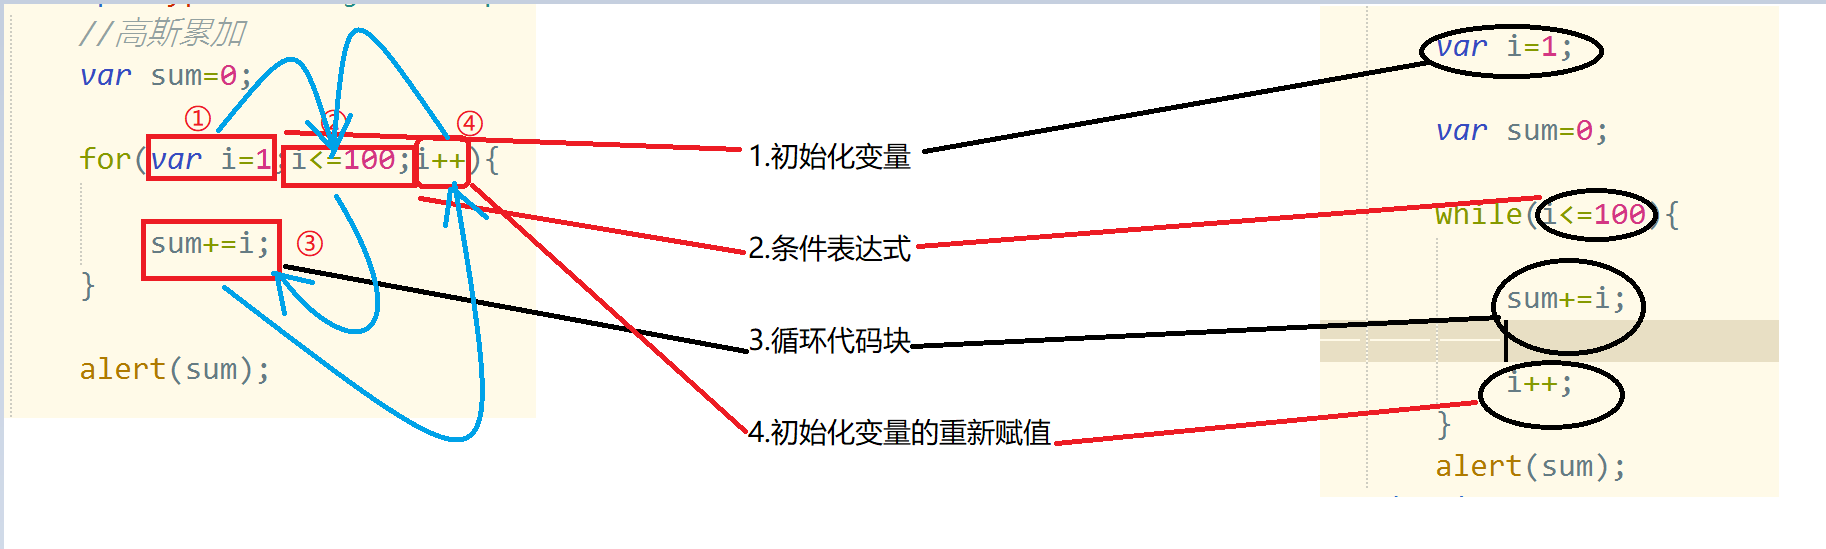 //高斯累加
var sum=0;
① ② ④
for(var i=1;i<=100;i++){
sum+=i; ③
}
alert(sum);
1.初始化变量
2.条件表达式
3.循环代码块
4.初始化变量的重新赋值
var i=1;
var sum=0;
while(i<=100){
sum+=i;
i++;
}
alert(sum);